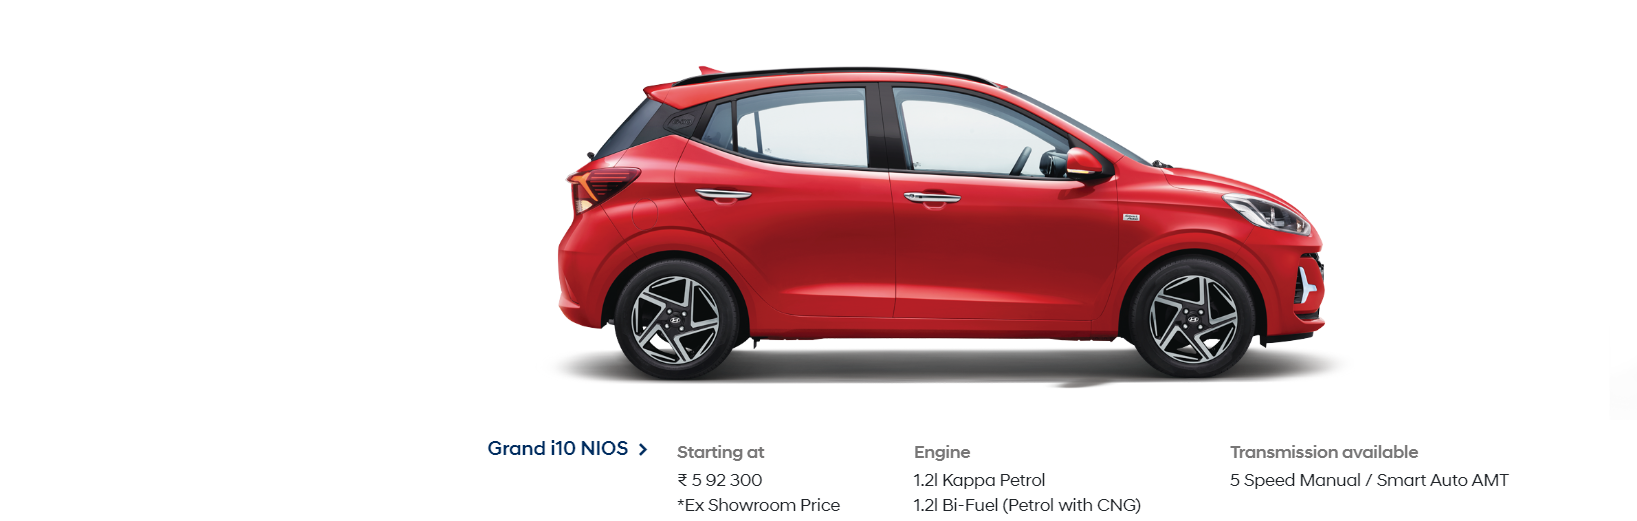 Grand i10 NIOS
Starting at
₹ 5 92 300
*Ex Showroom Price
Engine
1.2l Kappa Petrol
1.2l Bi-Fuel (Petrol with CNG)
Transmission available
5 Speed Manual / Smart Auto AMT